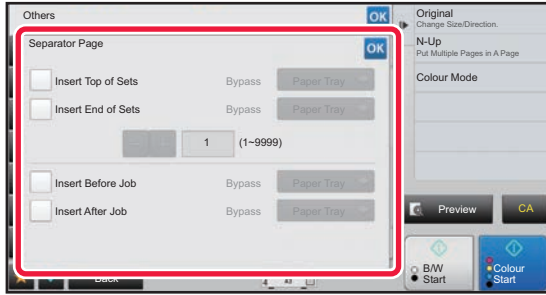 Others
OK
Separator Page
OK
Insert Top of Sets Bypass Paper Tray
Insert End of Sets Bypass Paper Tray
1 (1~9999)
Insert Before Job Bypass Paper Tray
Insert After Job Bypass Paper Tray
Back
A3
Original
Change Size/Direction.
N-Up
Put Multiple Pages in A Page
Colour Mode
Preview
CA
B/W
Start
Colour
Start